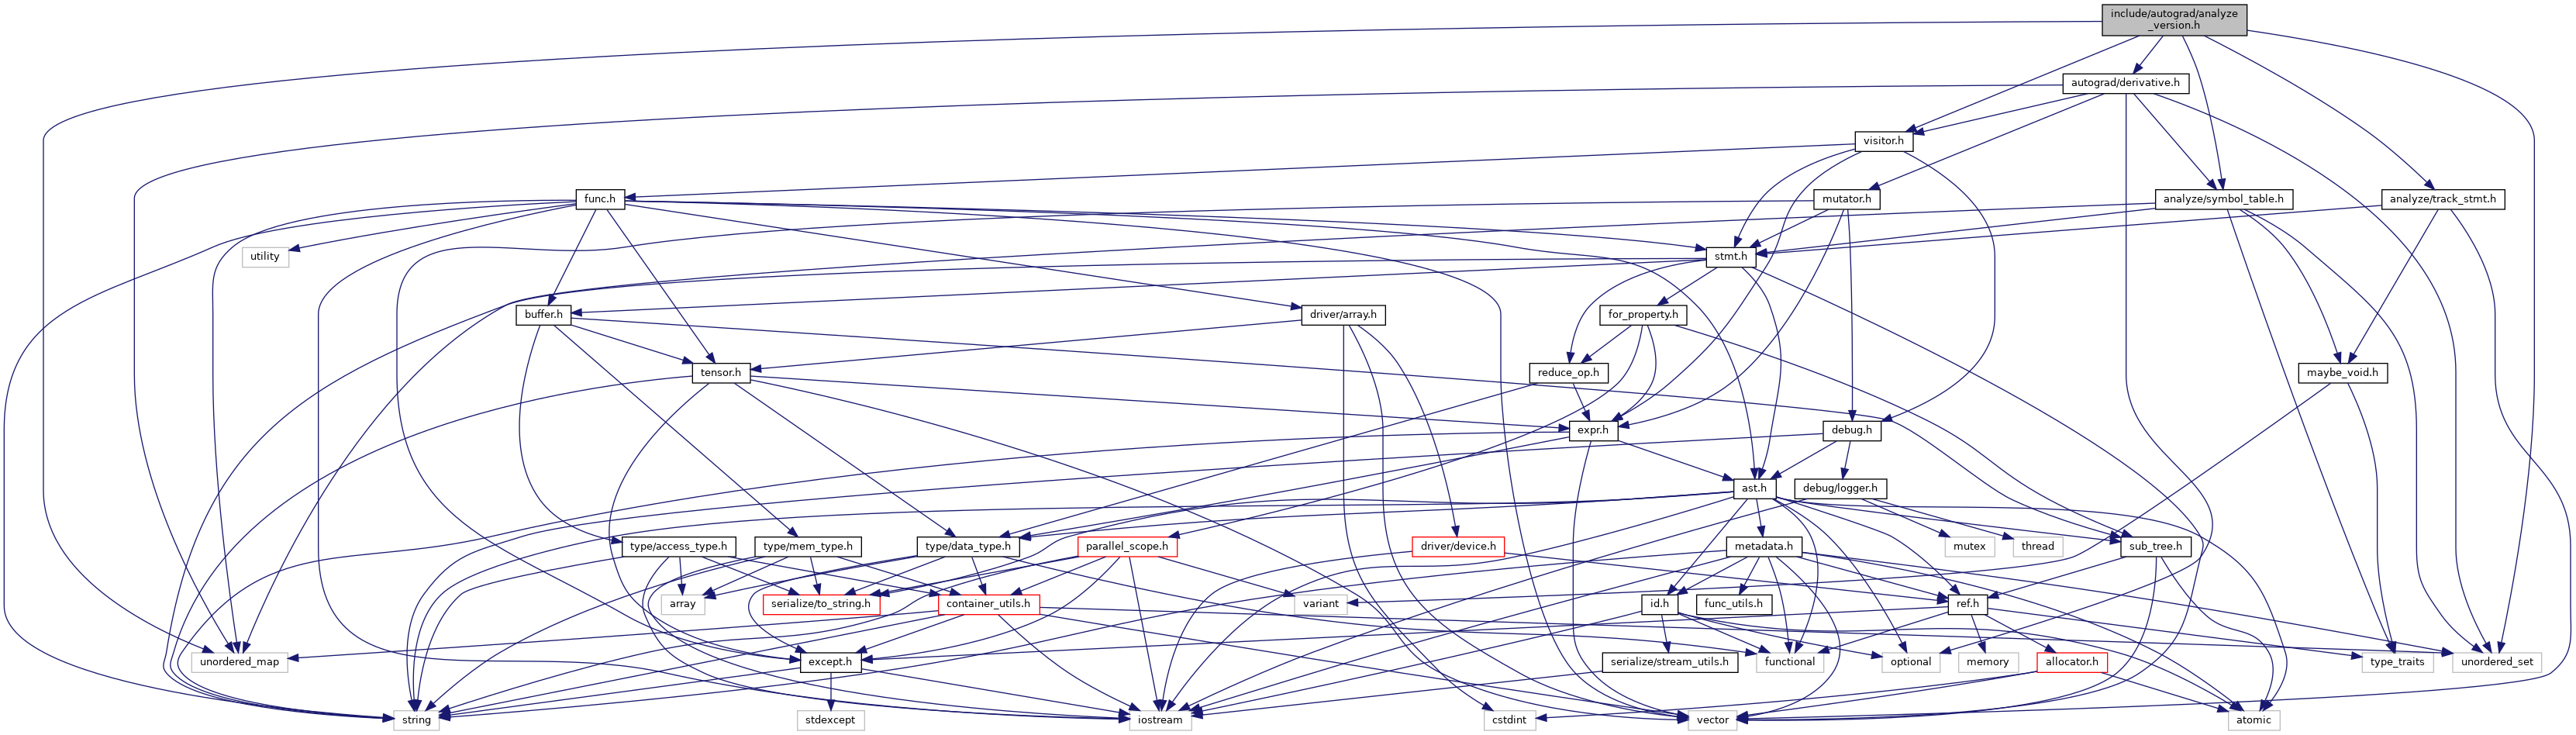 include/autograd/analyze
_version.h
autograd/derivative.h
visitor.h
func.h
mutator.h
analyze/symbol_table.h
analyze/track_stmt.h
utility
stmt.h
buffer.h
driver/array.h
for_property.h
tensor.h
reduce_op.h
maybe_void.h
expr.h
debug.h
ast.h
debug/logger.h
type/access_type.h
type/mem_type.h
type/data_type.h
parallel_scope.h
driver/device.h
metadata.h
mutex
thread
sub_tree.h
array
serialize/to_string.h
container_utils.h
variant
id.h
func_utils.h
ref.h
unordered_map
except.h
serialize/stream_utils.h
functional
optional
memory
allocator.h
type_traits
unordered_set
string
stdexcept
iostream
cstdint
vector
atomic